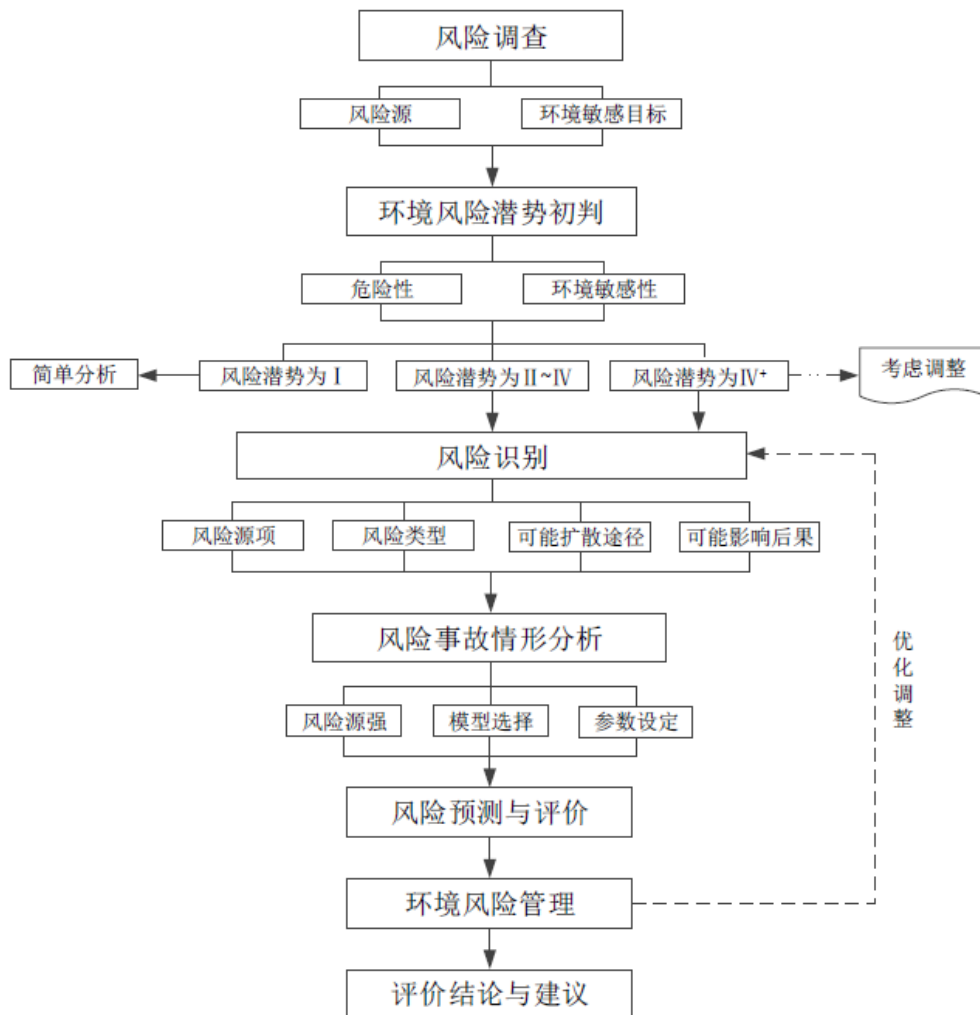 风险调查
风险源
环境敏感目标
环境风险潜势初判
危险性
环境敏感性
简单分析
风险潜势为Ⅰ
风险潜势为Ⅱ~Ⅳ
风险潜势为Ⅳ⁺
考虑调整
风险识别
风险源项
风险类型
可能扩散途径
可能影响后果
风险事故情形分析
优化调整
风险源强
模型选择
参数设定
风险预测与评价
环境风险管理
评价结论与建议